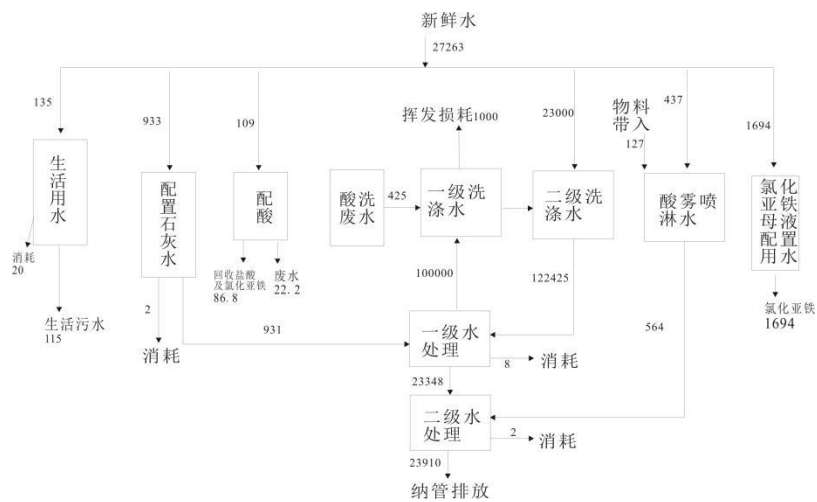 新鲜水
27263
135
933
109
挥发损耗1000
23000
物料
带入
127
437
1694
生活用水
配置石灰水
配酸
酸洗
废水
425
一级洗
涤水
二级洗
涤水
酸雾喷
淋水
氯化
亚铁
母液
配置
用水
消耗
20
生活污水
115
2
消耗
回收盐酸
及氯化亚铁
86.8
废水
22.2
931
100000
122425
564
氯化亚铁
1694
一级水
处理
8
消耗
23348
二级水
处理
2
消耗
23910
纳管排放